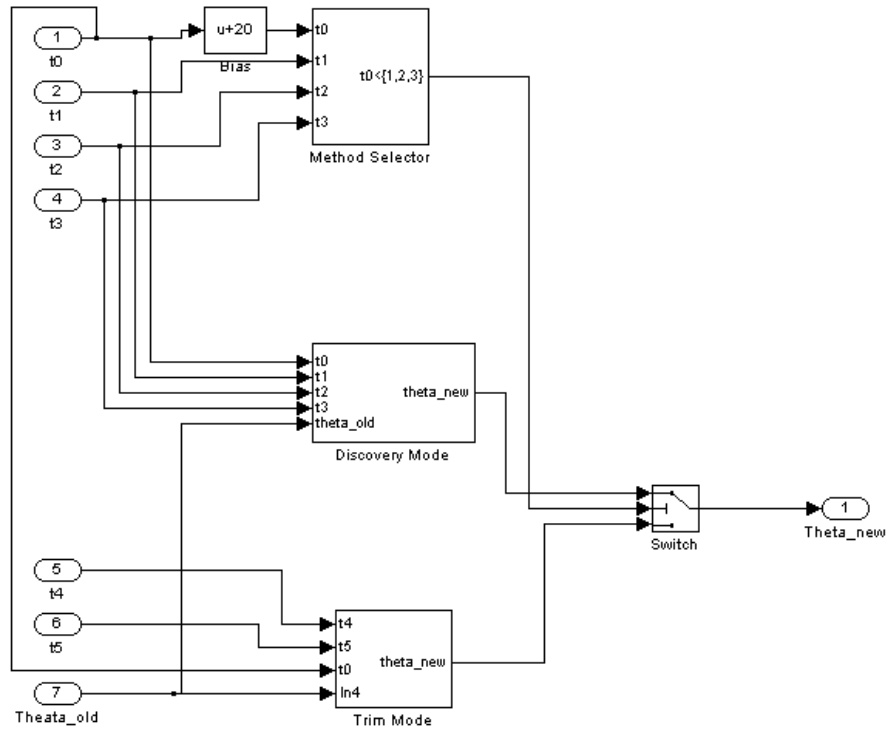 1
t0
u+20
Bias
2
t1
3
t2
4
t3
t0
t1
t2
t3
t0<{1,2,3}
Method Selector
t0
t1
t2
t3
theta_old
theta_new
Discovery Mode
Switch
1
Theta_new
5
t4
6
t5
7
Theata_old
t4
t5
t0
In4
theta_new
Trim Mode